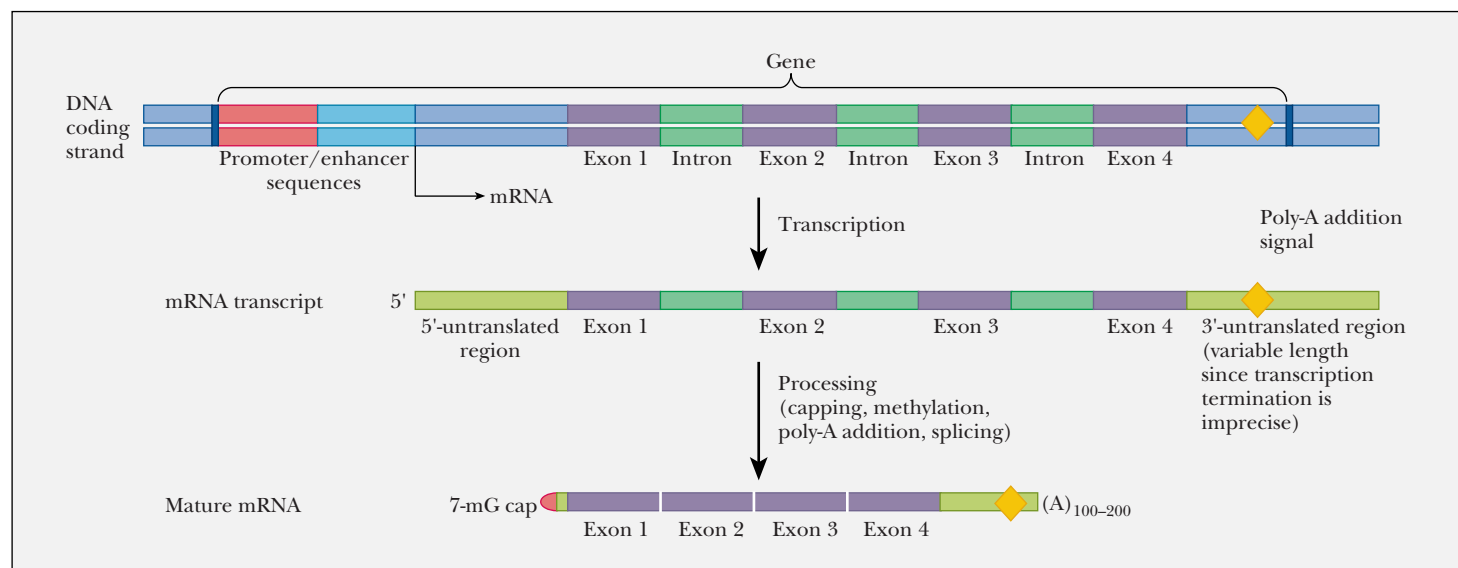 Gene
DNA
coding
strand
Promoter/enhancer
sequences
Exon 1 Intron Exon 2 Intron Exon 3 Intron Exon 4
mRNA
Transcription
Poly-A addition
signal
mRNA transcript 5'
5'-untranslated
region
Exon 1 Exon 2 Exon 3 Exon 4
3'-untranslated region
(variable length
since transcription
termination is
imprecise)
Processing
(capping, methylation,
poly-A addition, splicing)
Mature mRNA 7-mG cap (A)100–200
Exon 1 Exon 2 Exon 3 Exon 4